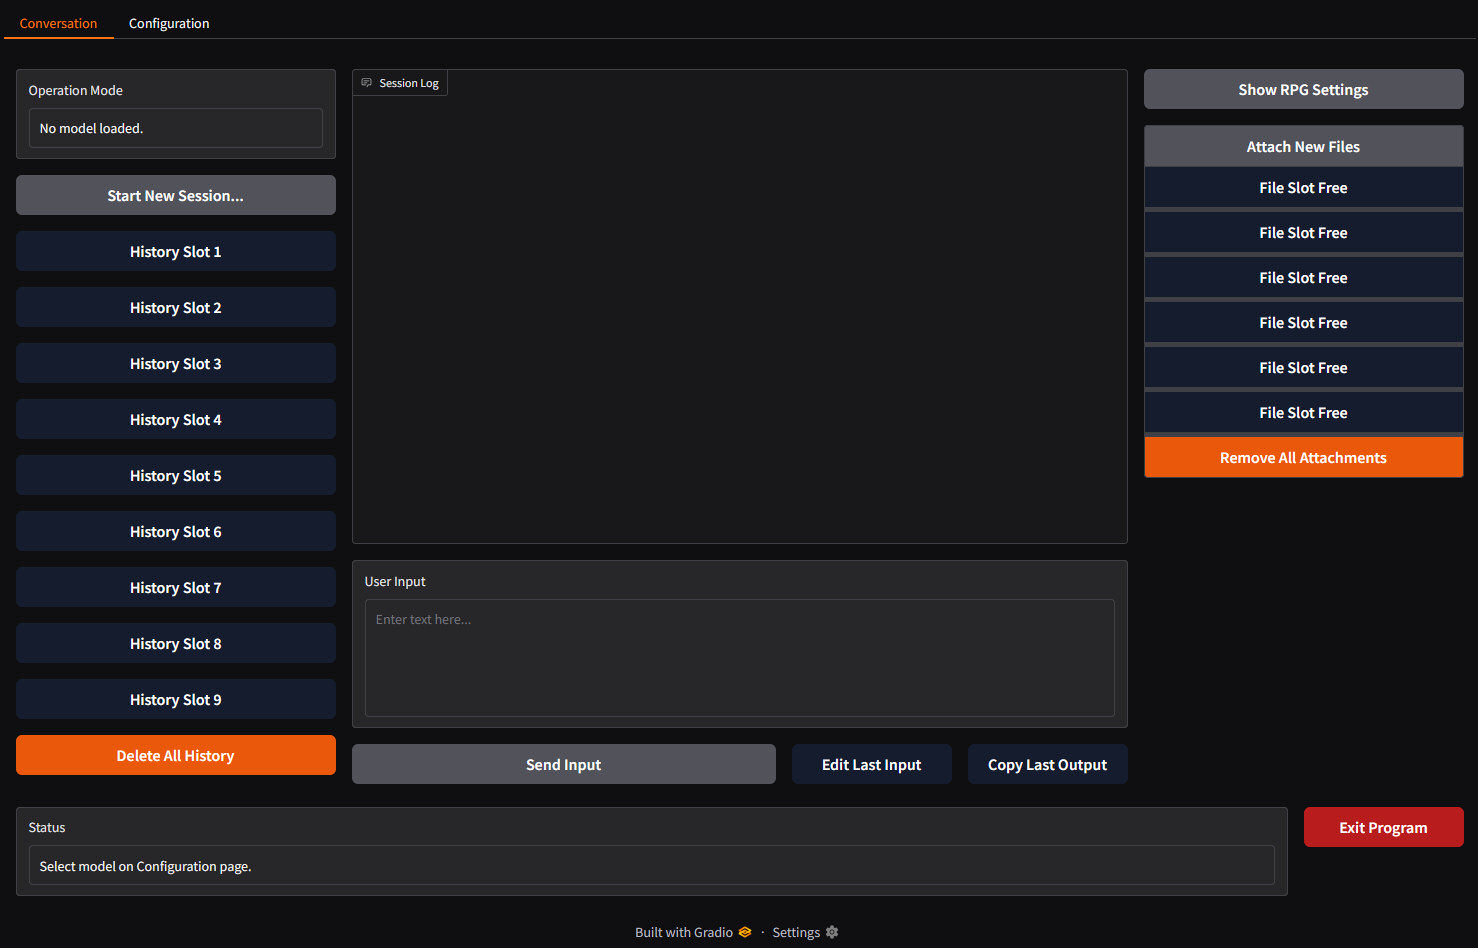 Conversation
Configuration
Operation Mode
No model loaded.
Start New Session...
History Slot 1
History Slot 2
History Slot 3
History Slot 4
History Slot 5
History Slot 6
History Slot 7
History Slot 8
History Slot 9
Delete All History
Session Log
User Input
Enter text here...
Send Input
Edit Last Input
Copy Last Output
Show RPG Settings
Attach New Files
File Slot Free
File Slot Free
File Slot Free
File Slot Free
File Slot Free
File Slot Free
Remove All Attachments
Status
Select model on Configuration page.
Exit Program
Built with Gradio · Settings